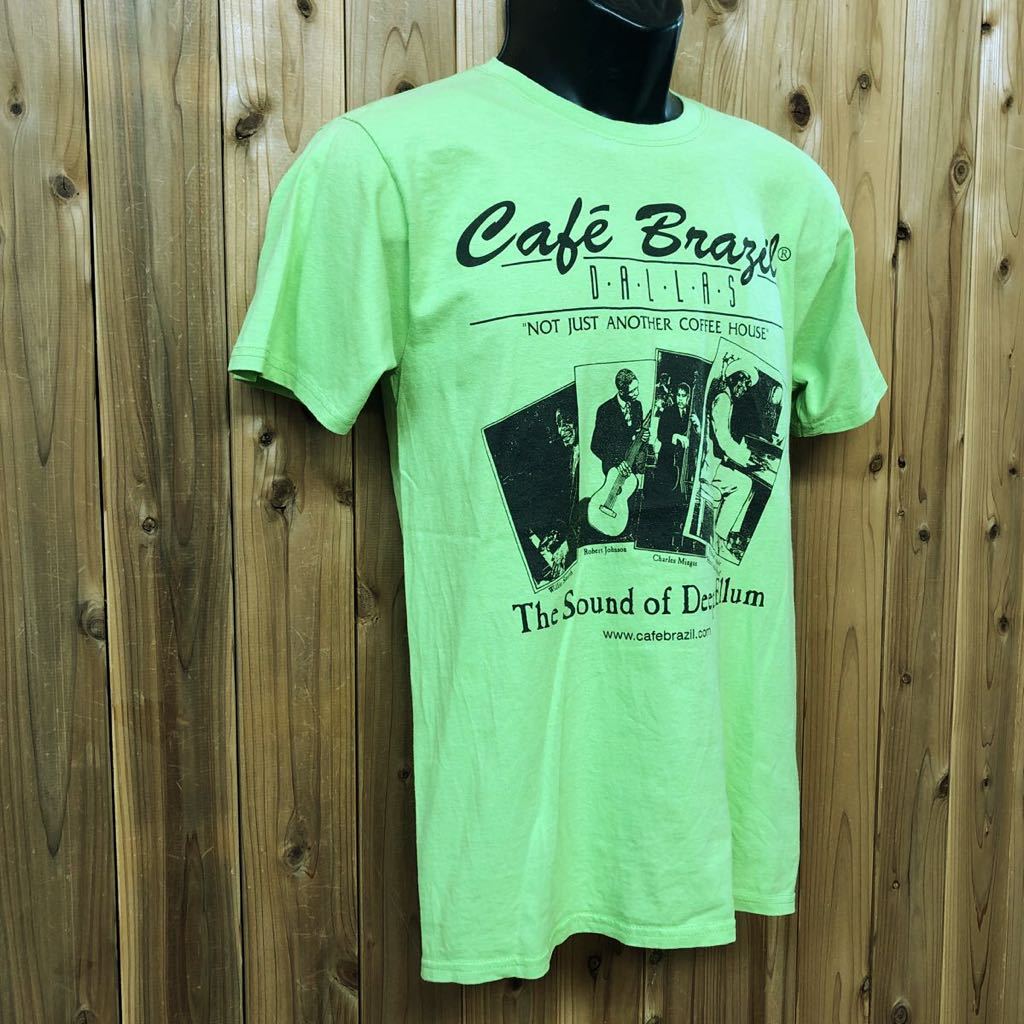 Café Brazil®
D·A·L·L·A·S
"NOT JUST ANOTHER COFFEE HOUSE"
Robert Johnson
Charles Mingus
Willie
The Sound of Deep Ellum
www.cafebrazil.com